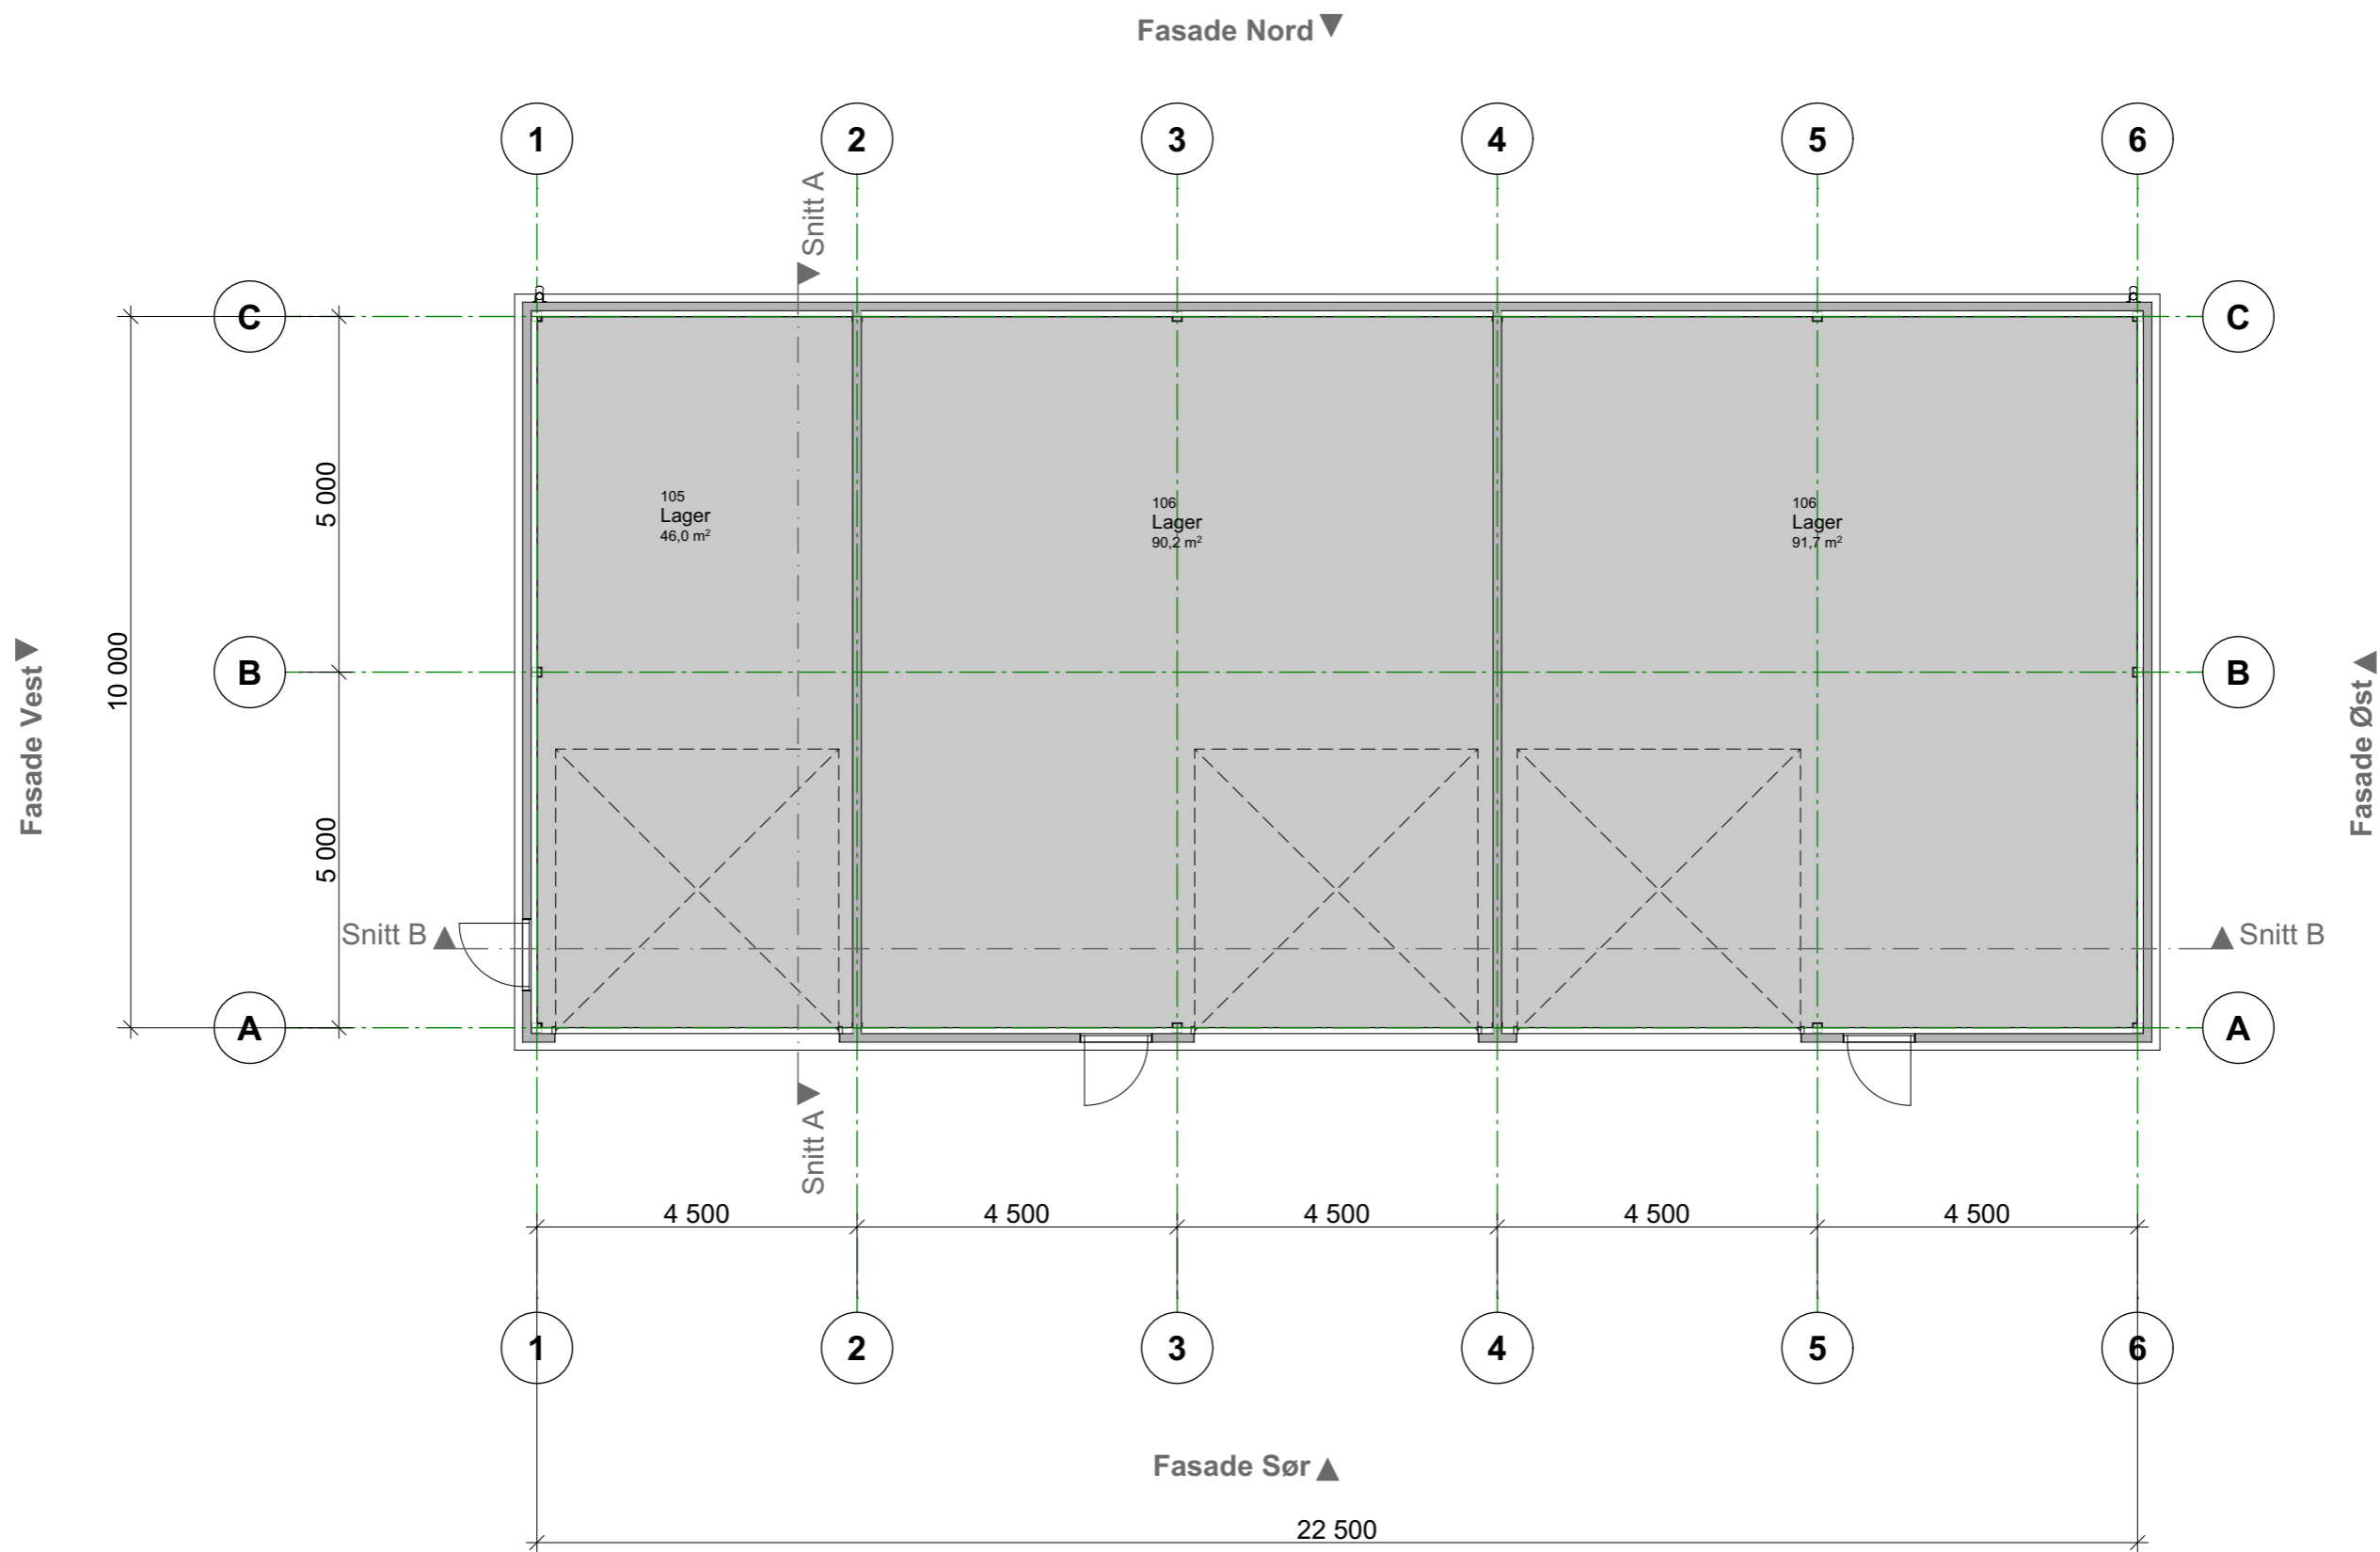 Fasade Nord
1 2 3 4 5 6
Snitt A
C C
105
Lager
46,0 m²
106
Lager
90,2 m²
106
Lager
91,7 m²
5 000
10 000
B B
Fasade Vest
Fasade Øst
5 000
Snitt B Snitt B
A A
Snitt A
4 500 4 500 4 500 4 500 4 500
1 2 3 4 5 6
Fasade Sør
22 500